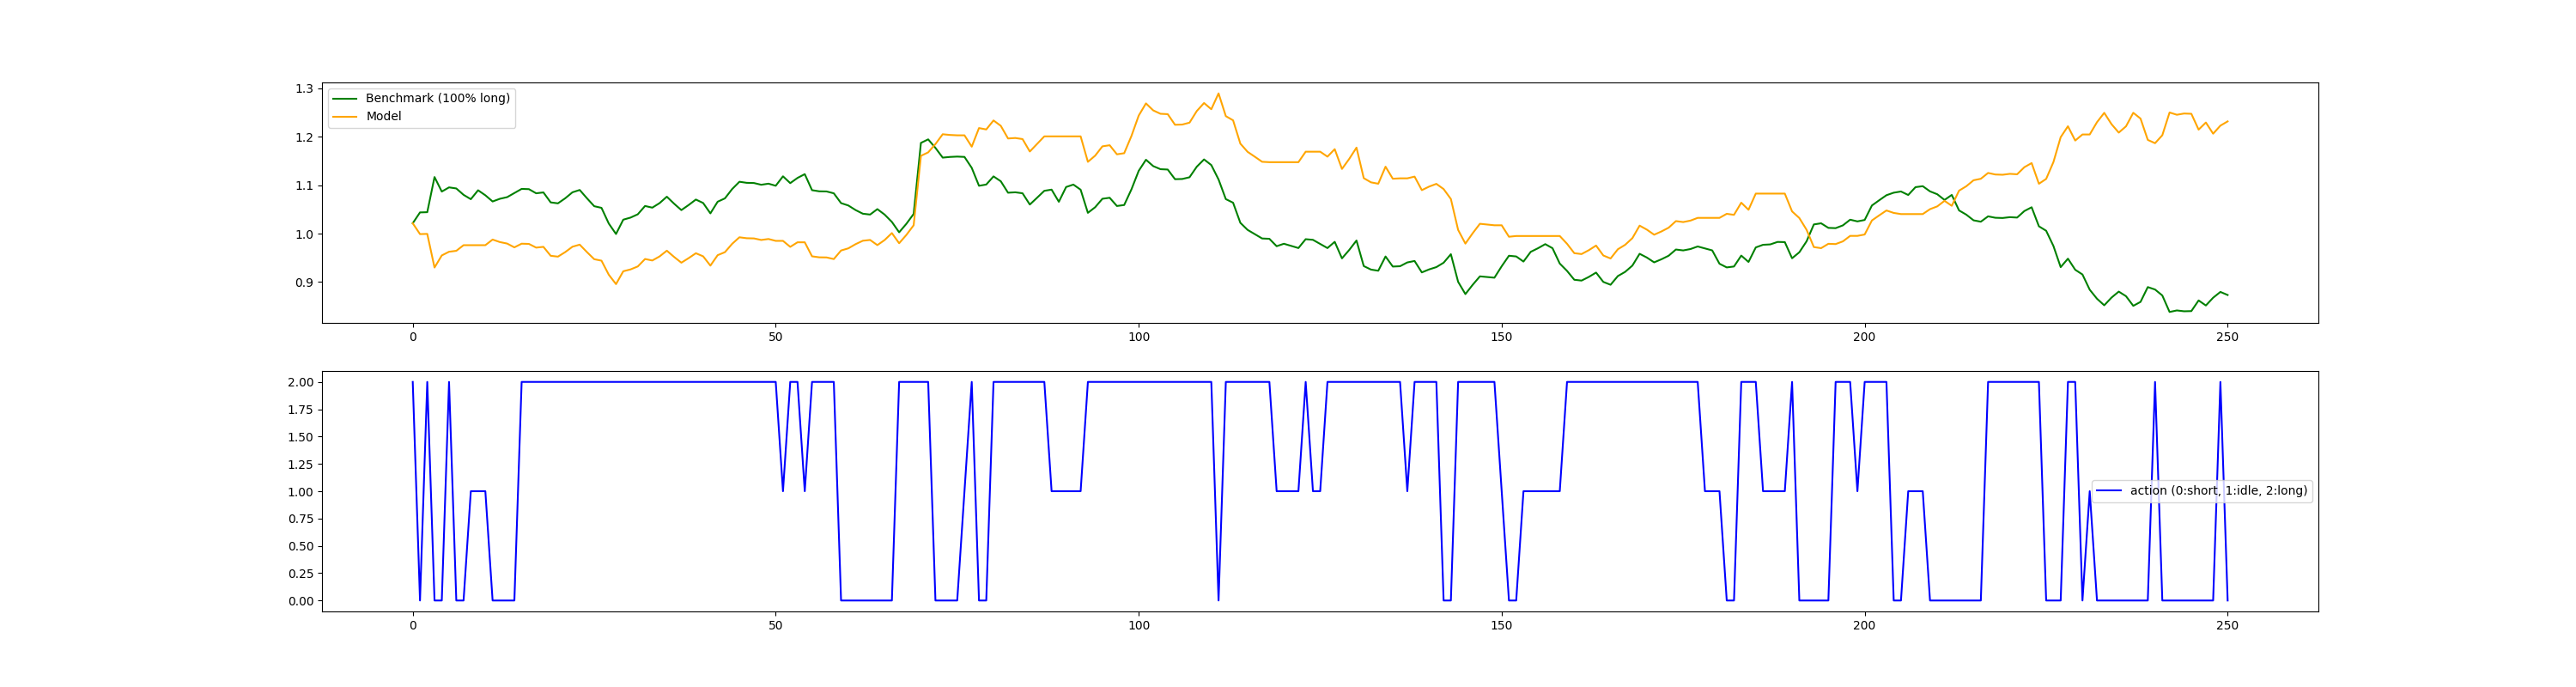 1.3
1.2
1.1
1.0
0.9
Benchmark (100% long)
Model
0 50 100 150 200 250
2.00
1.75
1.50
1.25
1.00
0.75
0.50
0.25
0.00
action (0:short, 1:idle, 2:long)
0 50 100 150 200 250